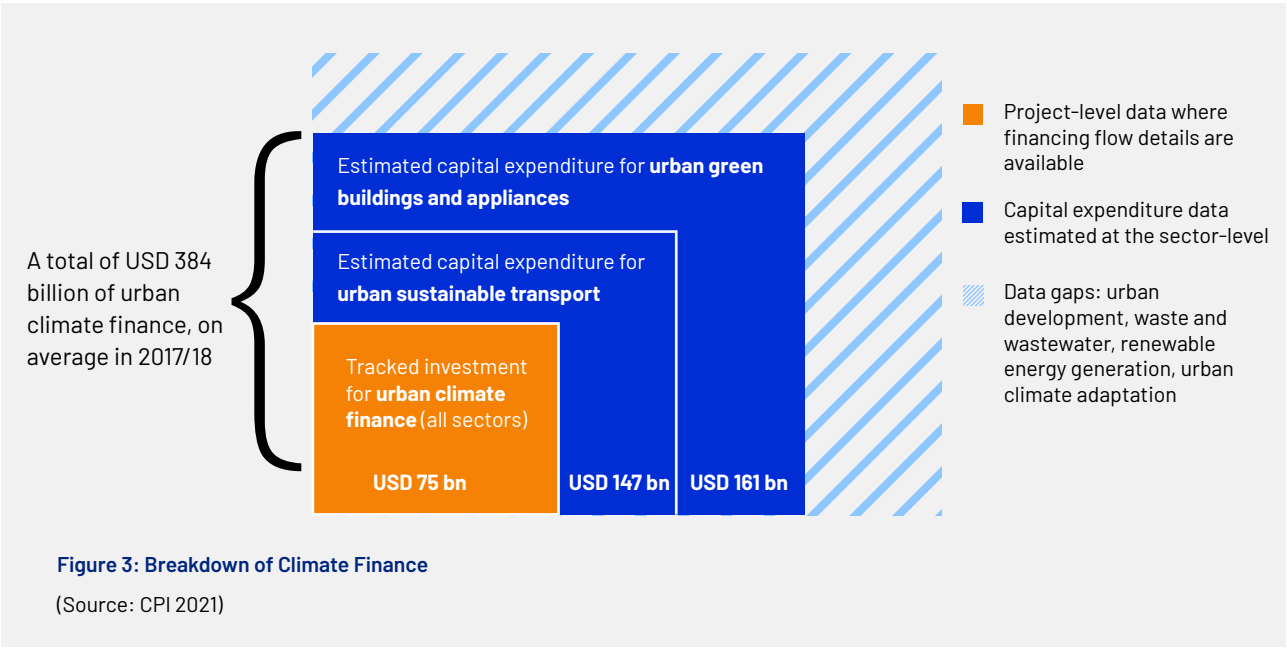 A total of USD 384
billion of urban
climate finance, on
average in 2017/18
Estimated capital expenditure for urban green
buildings and appliances
Estimated capital expenditure for
urban sustainable transport
Tracked investment
for urban climate
finance (all sectors)
USD 75 bn
USD 147 bn
USD 161 bn
Project-level data where
financing flow details are
available
Capital expenditure data
estimated at the sector-level
Data gaps: urban
development, waste and
wastewater, renewable
energy generation, urban
climate adaptation
Figure 3: Breakdown of Climate Finance
(Source: CPI 2021)